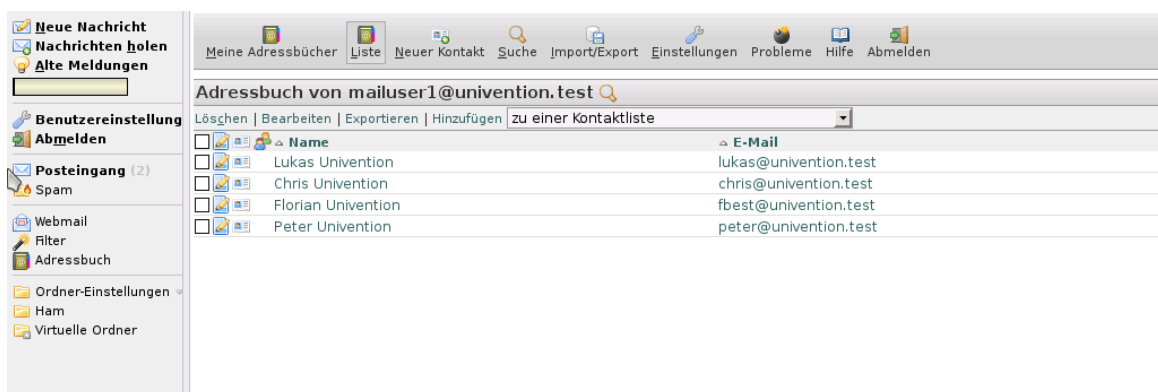 Neue Nachricht
Nachrichten holen
Alte Meldungen
Benutzereinstellung
Abmelden
Posteingang (2)
Spam
Webmail
Filter
Adressbuch
Ordner-Einstellungen
Ham
Virtuelle Ordner
Meine Adressbücher Liste Neuer Kontakt Suche Import/Export Einstellungen Probleme Hilfe Abmelden
Adressbuch von mailuser1@univention.test
Löschen | Bearbeiten | Exportieren | Hinzufügen zu einer Kontaktliste
Name E-Mail
Lukas Univention lukas@univention.test
Chris Univention chris@univention.test
Florian Univention fbest@univention.test
Peter Univention peter@univention.test